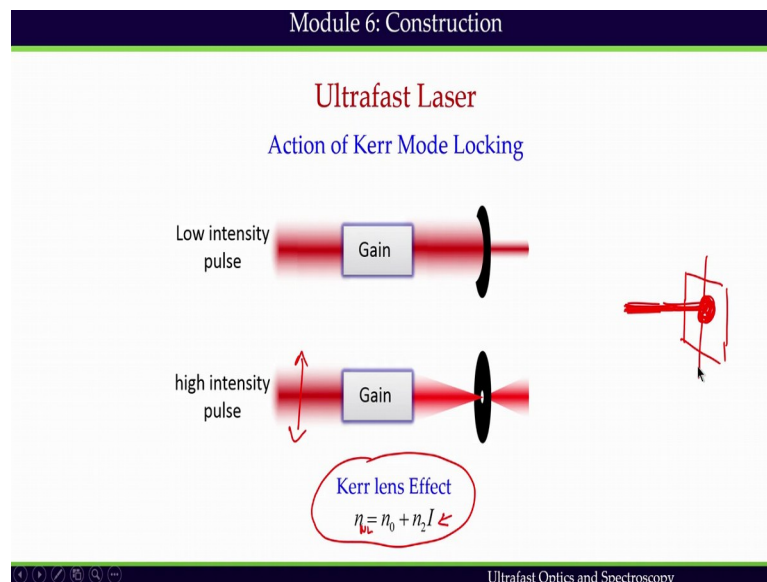 Module 6: Construction
Ultrafast Laser
Action of Kerr Mode Locking
Low intensity
pulse
Gain
high intensity
pulse
Gain
Kerr lens Effect
n_NL = n₀ + n₂I
Ultrafast Optics and Spectroscopy